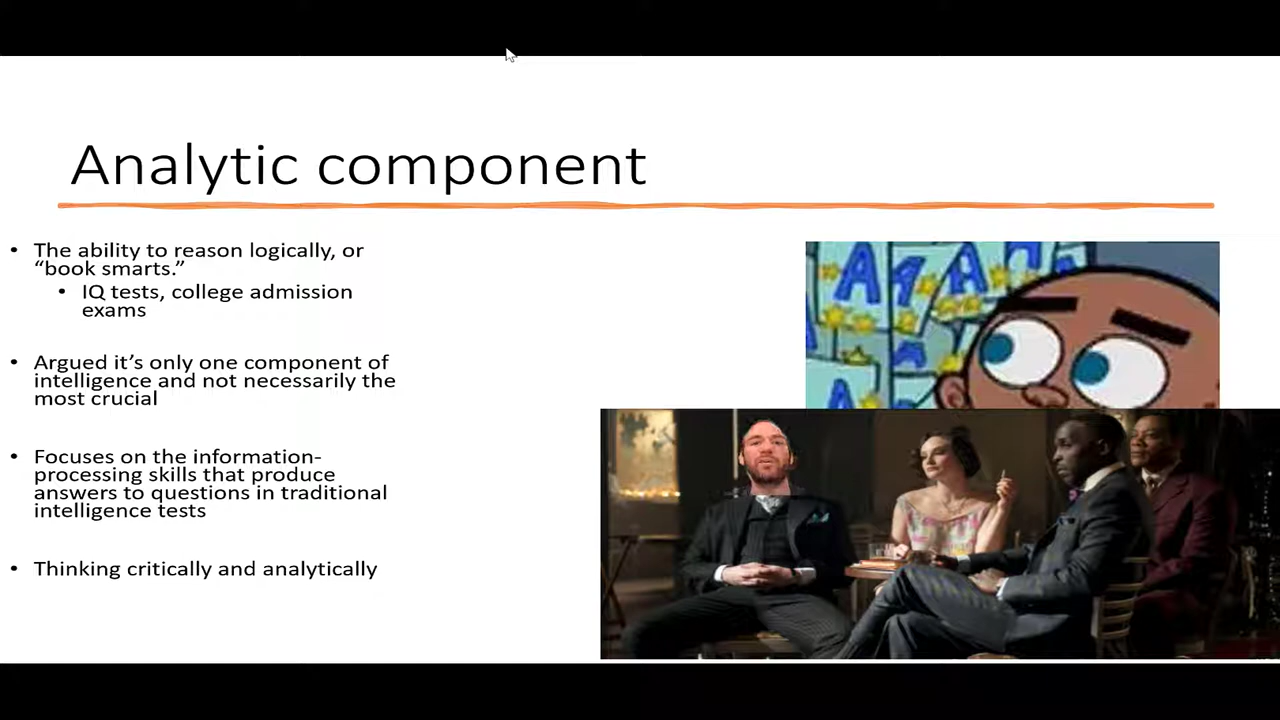 Analytic component
• The ability to reason logically, or
“book smarts.”
• IQ tests, college admission
exams
• Argued it’s only one component of
intelligence and not necessarily the
most crucial
• Focuses on the information-
processing skills that produce
answers to questions in traditional
intelligence tests
• Thinking critically and analytically
A
A
A
A
A